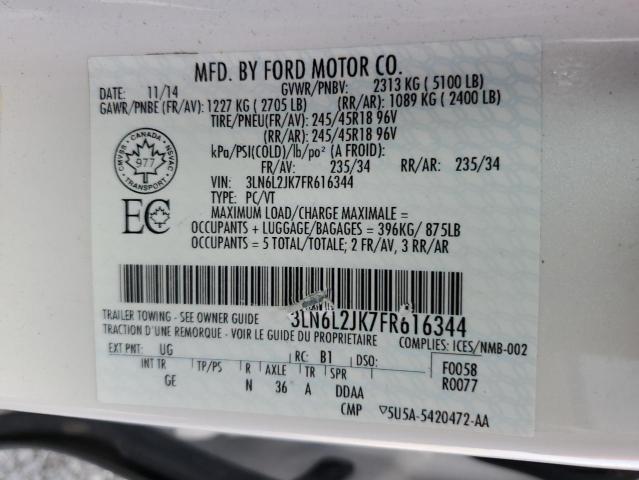 MFD. BY FORD MOTOR CO.
DATE: 11/14 GVWR/PNBV: 2313 KG ( 5100 LB)
GAWR/PNBE (FR/AV): 1227 KG ( 2705 LB) (RR/AR): 1089 KG ( 2400 LB)
TIRE/PNEU(FR/AV): 245/45R18 96V
(RR/AR): 245/45R18 96V
kPa/PSI(COLD)/lb/po² (A FROID):
FR/AV: 235/34 RR/AR: 235/34
CANADA
CMVSS NSVAC
977
TRANSPORT
VIN: 3LN6L2JK7FR616344
TYPE: PC/VT
EC
MAXIMUM LOAD/CHARGE MAXIMALE =
OCCUPANTS + LUGGAGE/BAGAGES = 396KG/ 875LB
OCCUPANTS = 5 TOTAL/TOTALE; 2 FR/AV, 3 RR/AR
TRAILER TOWING - SEE OWNER GUIDE 3LN6L2JK7FR616344
TRACTION D'UNE REMORQUE - VOIR LE GUIDE DU PROPRIETAIRE COMPLIES: ICES/NMB-002
EXT PNT: UG RC: B1 DSO: F0058
INT TR TP/PS R AXLE TR SPR R0077
GE N 36 A DDAA
CMP 5U5A-5420472-AA